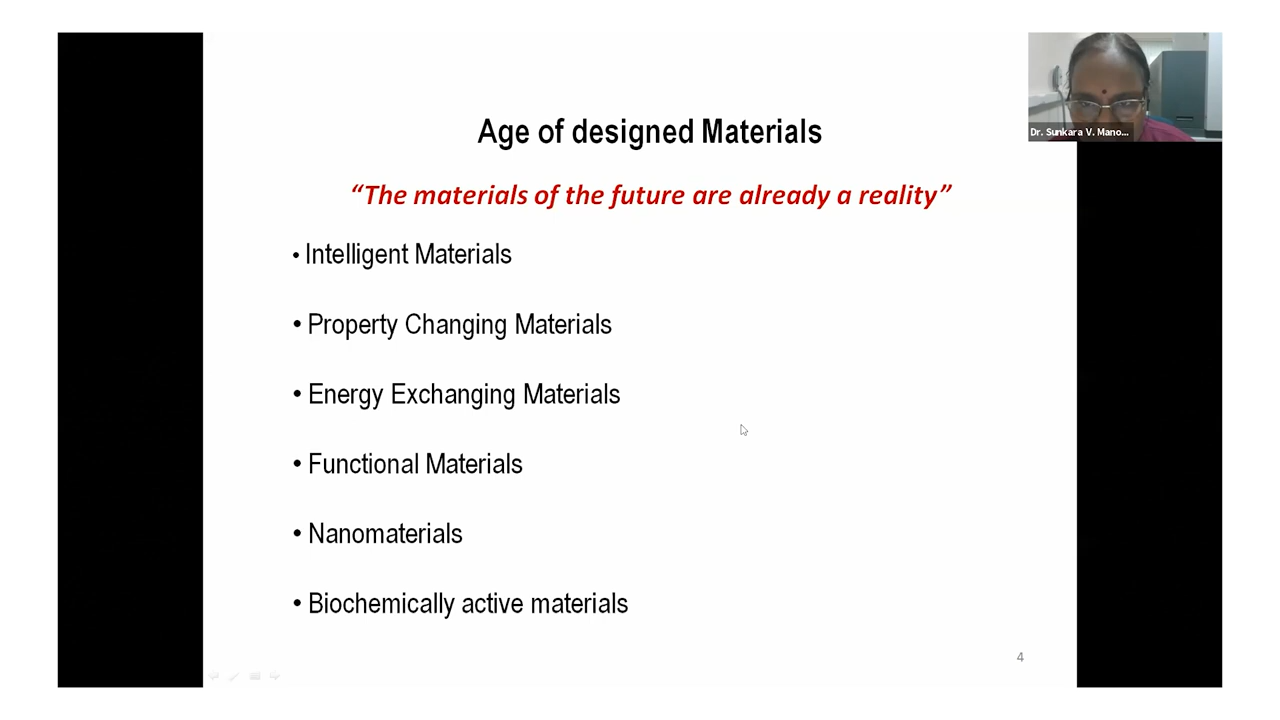 Age of designed Materials
Dr. Sunkara V. Mano...
“The materials of the future are already a reality”
• Intelligent Materials
• Property Changing Materials
• Energy Exchanging Materials
• Functional Materials
• Nanomaterials
• Biochemically active materials
4